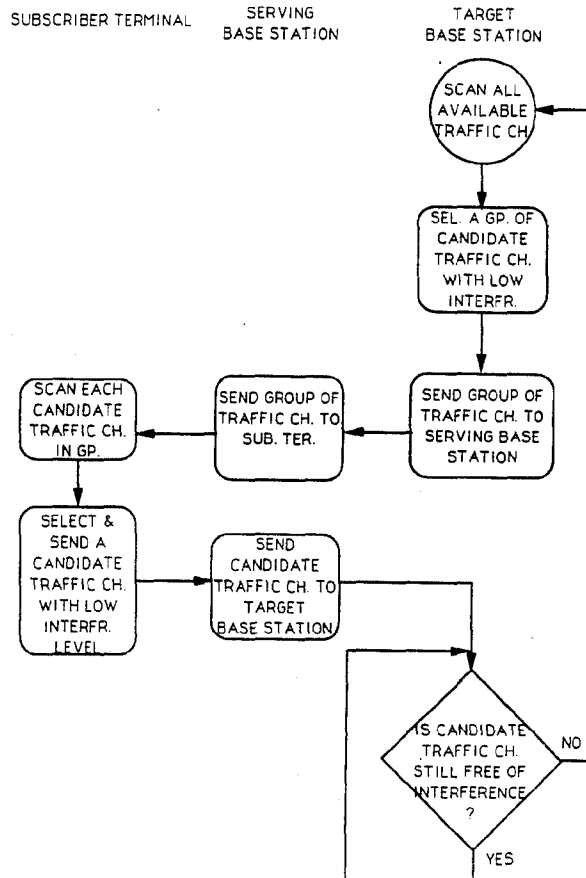 SUBSCRIBER TERMINAL
SERVING
BASE STATION
TARGET
BASE STATION
SCAN ALL
AVAILABLE
TRAFFIC CH.
SEL. A GP. OF
CANDIDATE
TRAFFIC CH.
WITH LOW
INTERFR.
SEND GROUP OF
TRAFFIC CH. TO
SERVING BASE
STATION
SEND GROUP OF
TRAFFIC CH. TO
SUB. TER.
SCAN EACH
CANDIDATE
TRAFFIC CH.
IN GP.
SELECT &
SEND A
CANDIDATE
TRAFFIC CH.
WITH LOW
INTERFR.
LEVEL
SEND
CANDIDATE
TRAFFIC CH. TO
TARGET
BASE STATION
IS CANDIDATE
TRAFFIC CH.
STILL FREE OF
INTERFERENCE
?
NO
YES